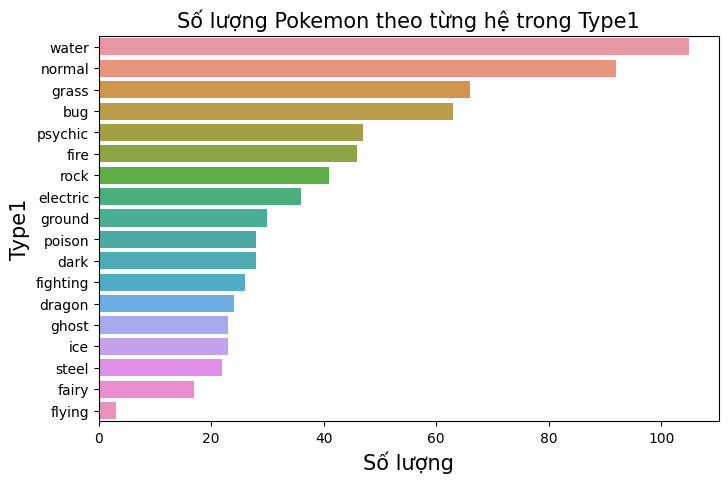 Số lượng Pokemon theo từng hệ trong Type1
water
normal
grass
bug
psychic
fire
rock
electric
ground
poison
dark
fighting
dragon
ghost
ice
steel
fairy
flying
Type1
0 20 40 60 80 100
Số lượng